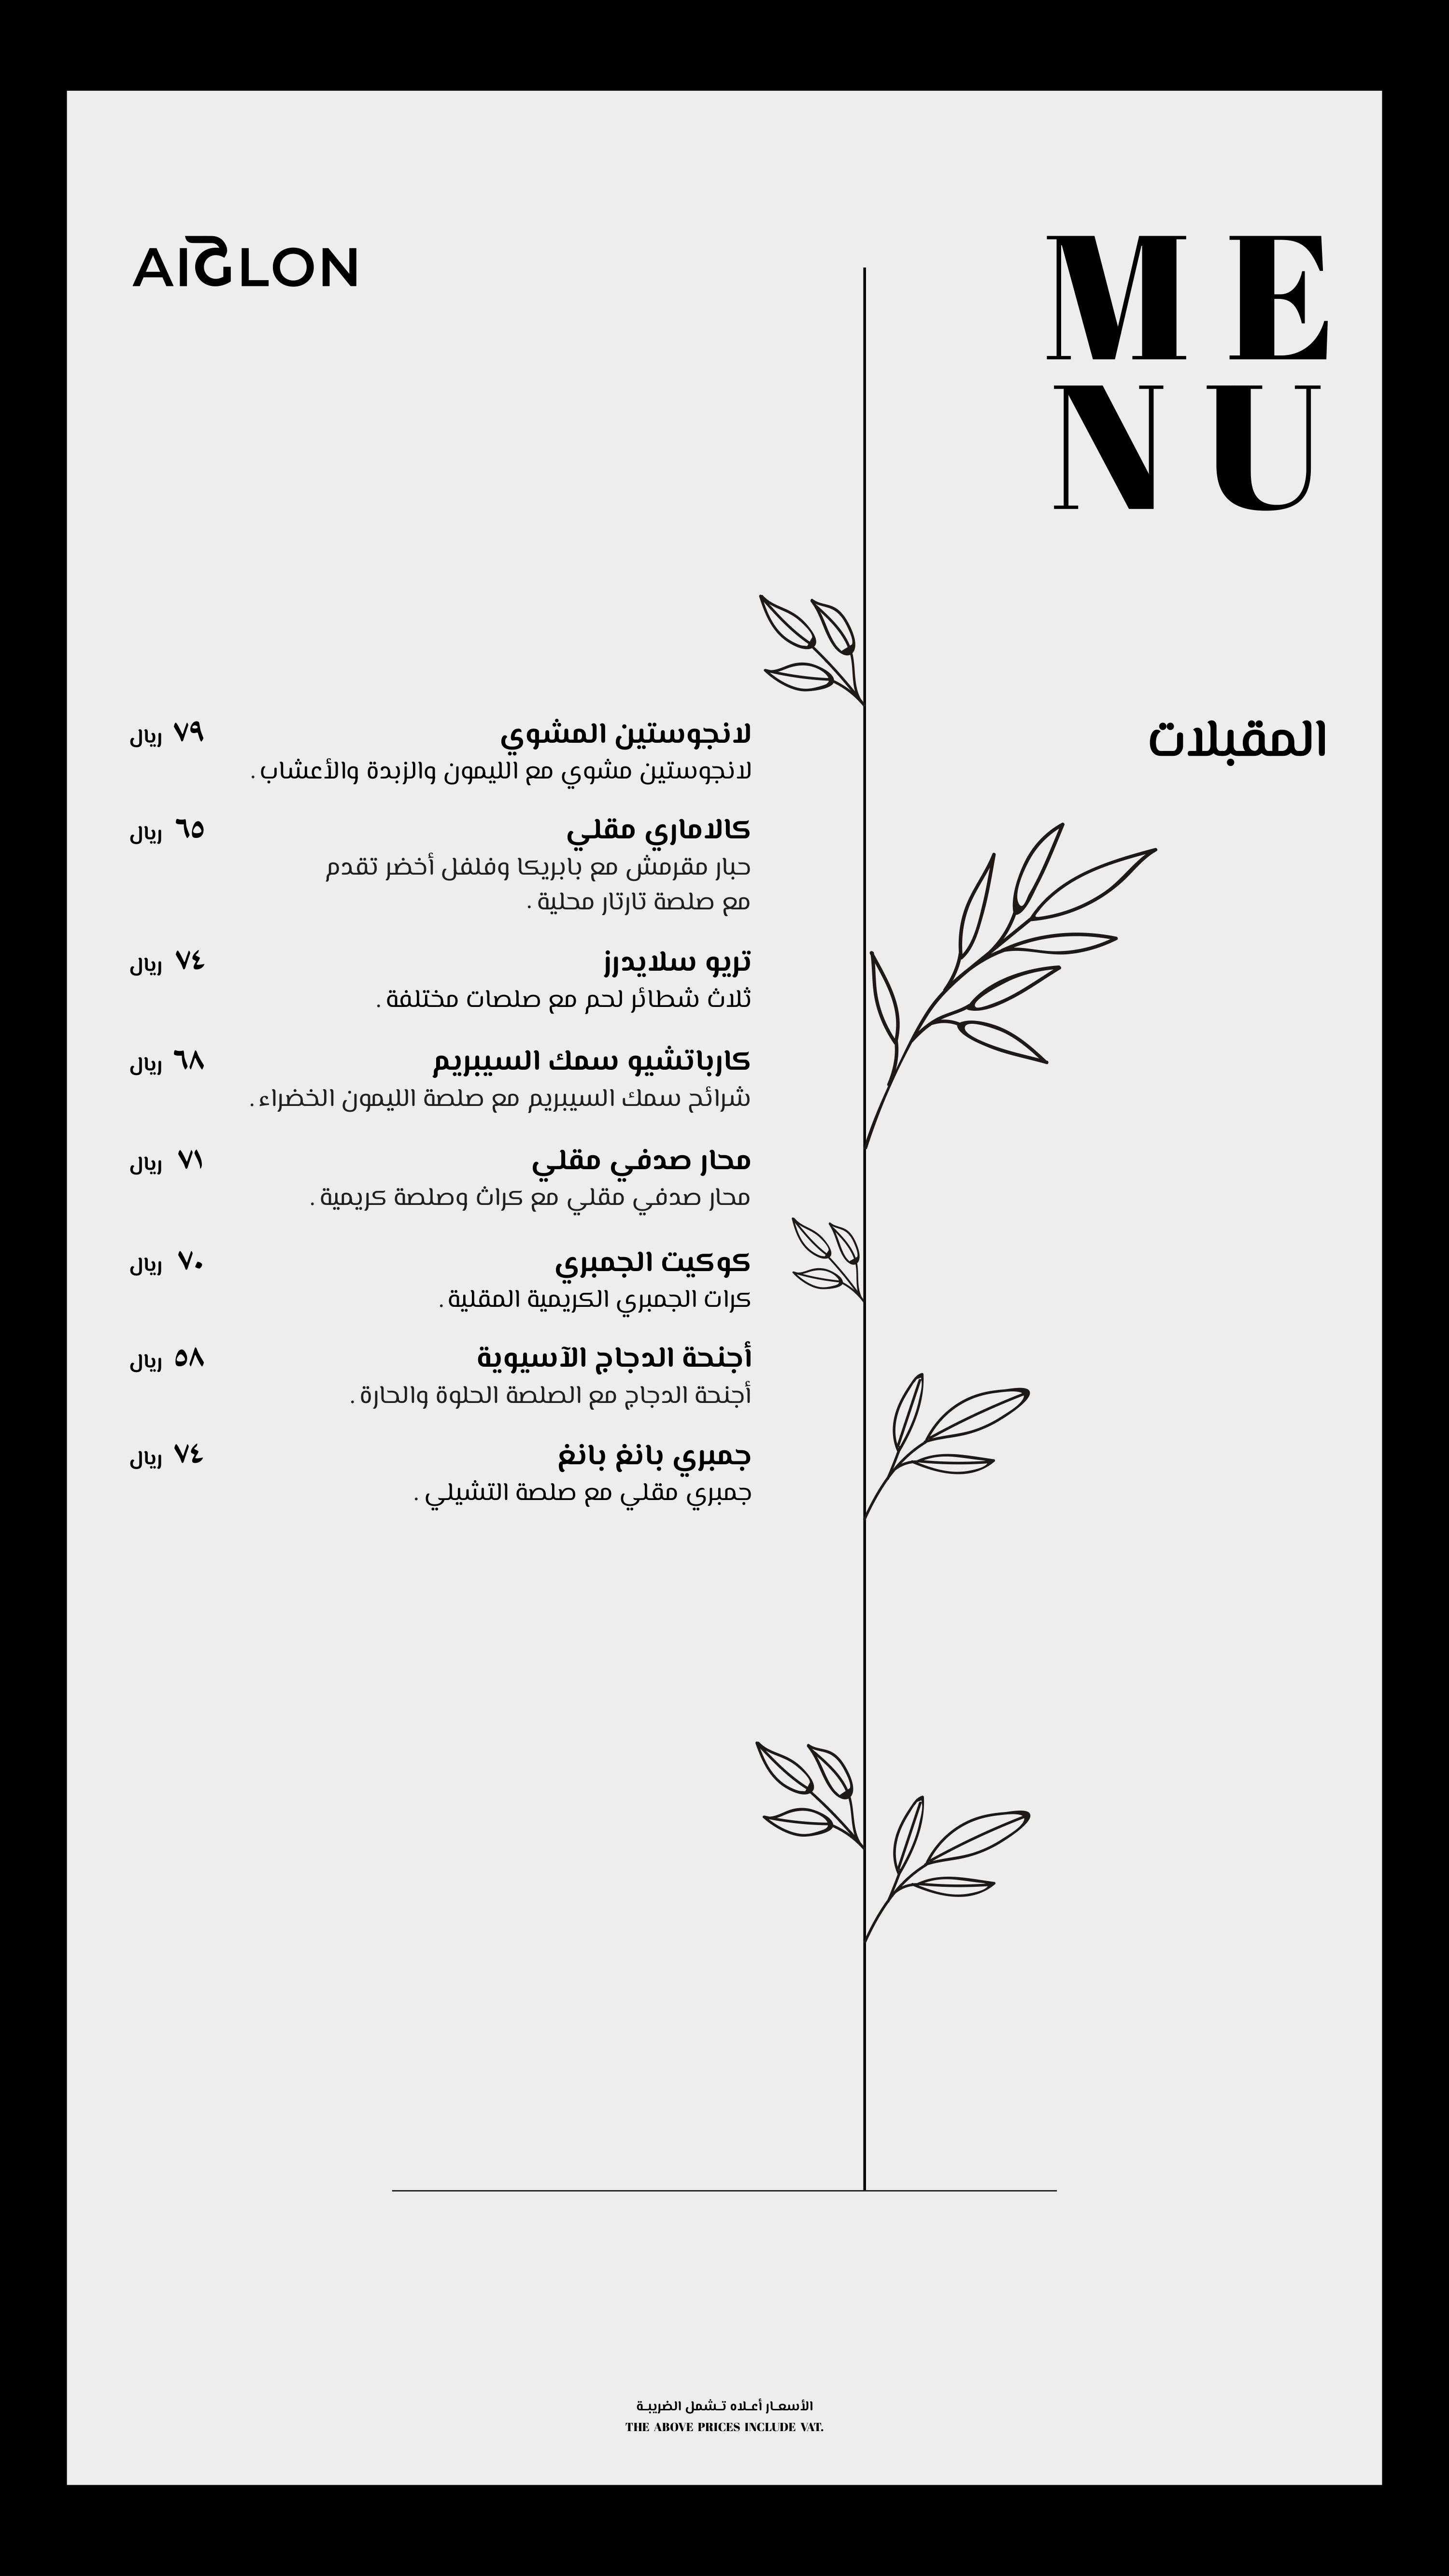 AIGLON
ME
NU
المقبلات
لانجوستين المشوي ٧٩ ريال
لانجوستين مشوي مع الليمون والزبدة والأعشاب .
كالاماري مقلي ٦٥ ريال
حبار مقرمش مع بابريكا وفلفل أخضر تقدم
مع صلصة تارتار محلية .
تريو سلايدرز ٧٤ ريال
ثلاث شطائر لحم مع صلصات مختلفة .
كارباتشيو سمك السيبريم ٦٨ ريال
شرائح سمك السيبريم مع صلصة الليمون الخضراء .
محار صدفي مقلي ٧١ ريال
محار صدفي مقلي مع كراث وصلصة كريمية .
كوكيت الجمبري ٧٠ ريال
كرات الجمبري الكريمية المقلية .
أجنحة الدجاج الآسيوية ٥٨ ريال
أجنحة الدجاج مع الصلصة الحلوة والحارة .
جمبري بانغ بانغ ٧٤ ريال
جمبري مقلي مع صلصة التشيلي .
الأسعـار أعـلاه تـشمل الضريبـة
THE ABOVE PRICES INCLUDE VAT.